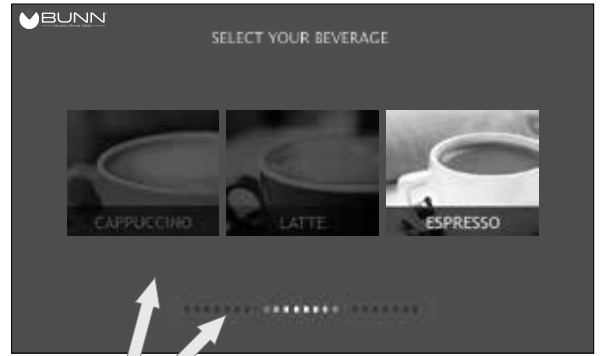 BUNN
SELECT YOUR BEVERAGE
CAPPUCCINO
LATTE
ESPRESSO